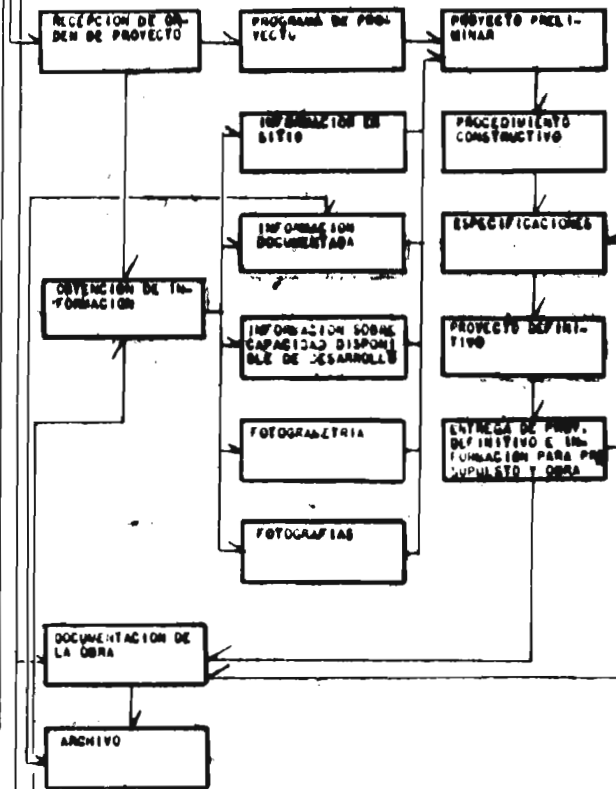 RECEPCION DE OR-
DEN DE PROYECTO
PROGRAMA DE PRO-
YECTO
PROYECTO PRELI-
MINAR
INFORMACION EN
SITIO
PROCEDIMIENTO
CONSTRUCTIVO
INFORMACION
DOCUMENTADA
ESPECIFICACIONES
OBTENCION DE IN-
FORMACION
INFORMACION SOBRE
CAPACIDAD DISPONI
BLE DE DESARROLLO
PROYECTO DEFINI-
TIVO
FOTOGRAMETRIA
ENTREGA DE PROY.
DEFINITIVO E IN-
FORMACION PARA PRE
SUPUESTO Y OBRA
FOTOGRAFIAS
DOCUMENTACION DE
LA OBRA
ARCHIVO